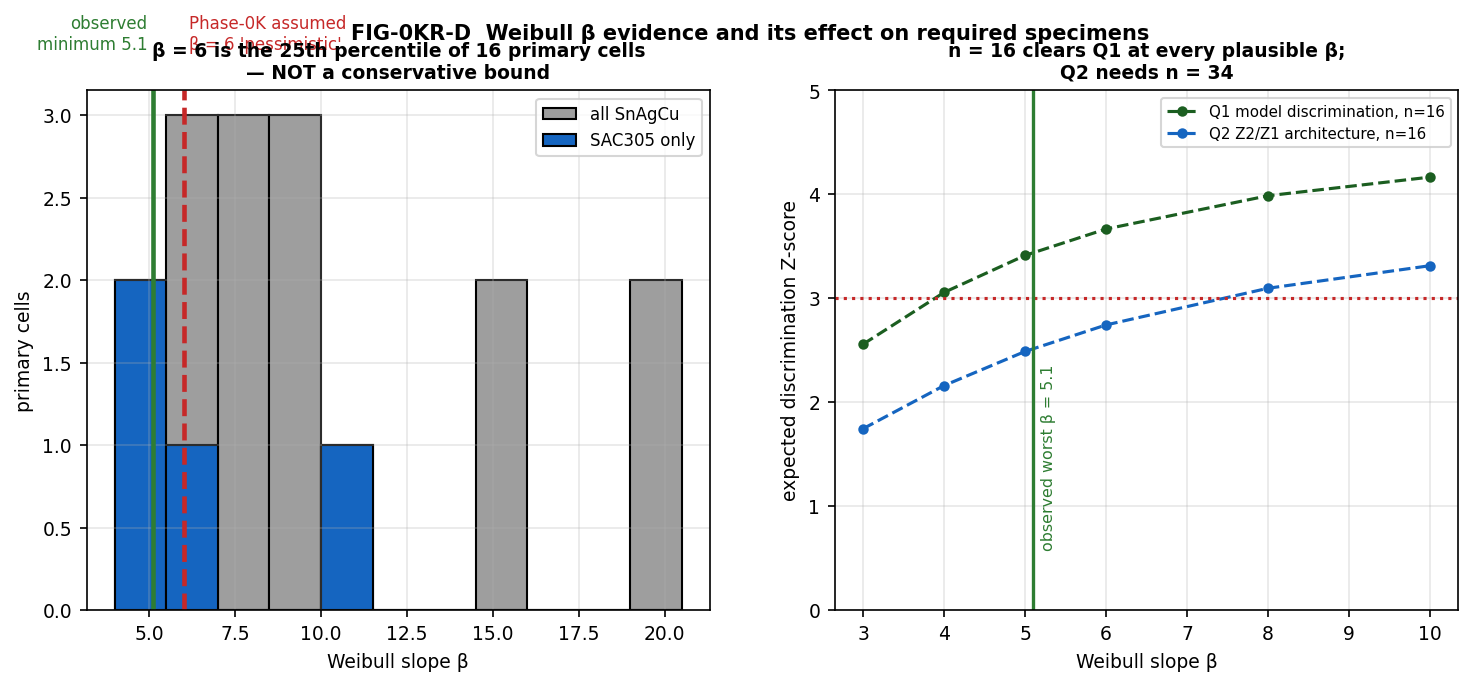 FIG-0KR-D  Weibull β evidence and its effect on required specimens
observed
minimum 5.1
Phase-0K assumed
β = 6 'pessimistic'
β = 6 is the 25th percentile of 16 primary cells
— NOT a conservative bound
all SnAgCu
SAC305 only
primary cells
3.0
2.5
2.0
1.5
1.0
0.5
0.0
5.0
7.5
10.0
12.5
15.0
17.5
20.0
Weibull slope β
n = 16 clears Q1 at every plausible β;
Q2 needs n = 34
Q1 model discrimination, n=16
Q2 Z2/Z1 architecture, n=16
expected discrimination Z-score
5
4
3
2
1
0
observed worst β = 5.1
3
4
5
6
7
8
9
10
Weibull slope β